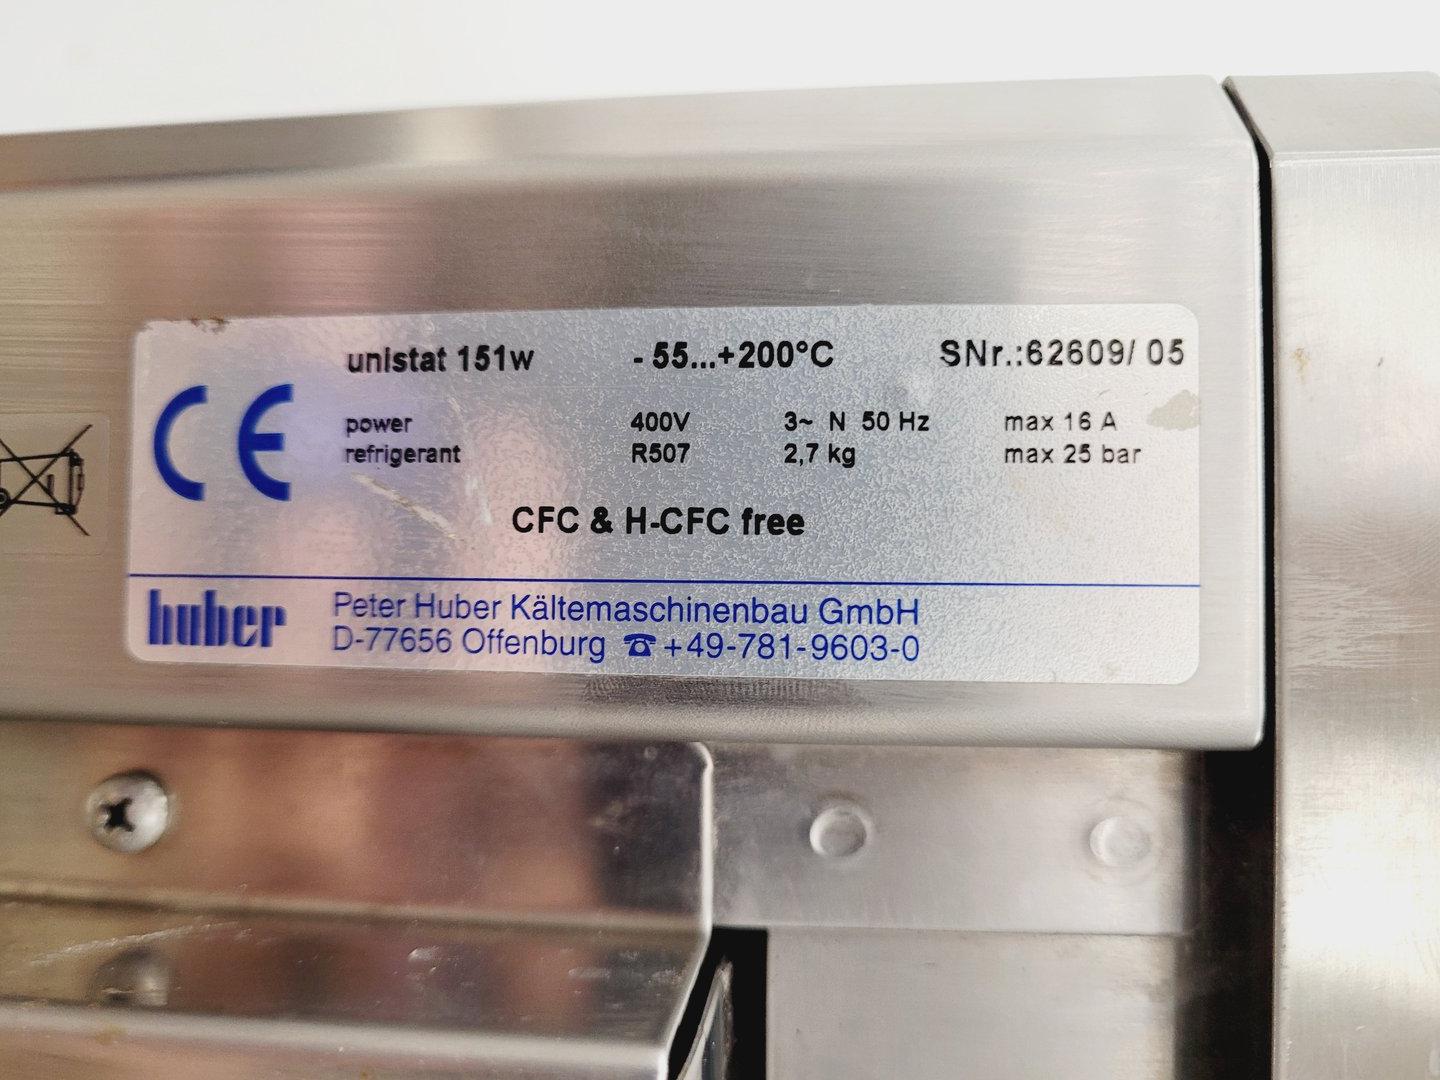 unistat 151w - 55...+200°C SNr.:62609/ 05
CE
power 400V 3~ N 50 Hz max 16 A
refrigerant R507 2,7 kg max 25 bar
CFC & H-CFC free
huber
Peter Huber Kältemaschinenbau GmbH
D-77656 Offenburg ☎ +49-781-9603-0